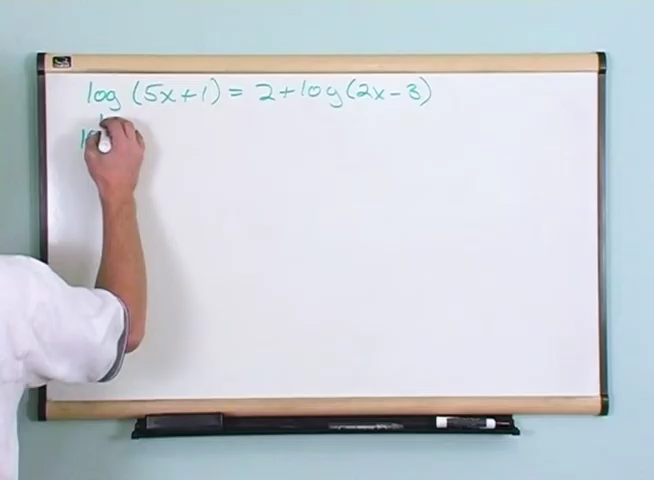 log (5x+1) = 2+log(2x-3)